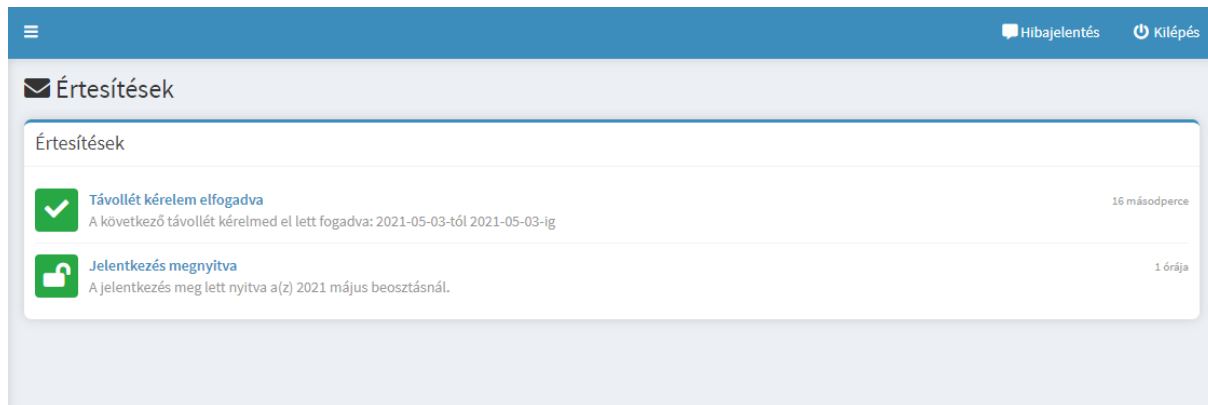 Hibajelentés Kilépés
Értesítések
Értesítések
Távollét kérelem elfogadva 16 másodperce
A következő távollét kérelmed el lett fogadva: 2021-05-03-tól 2021-05-03-ig
Jelentkezés megnyitva 1 órája
A jelentkezés meg lett nyitva a(z) 2021 május beosztásnál.